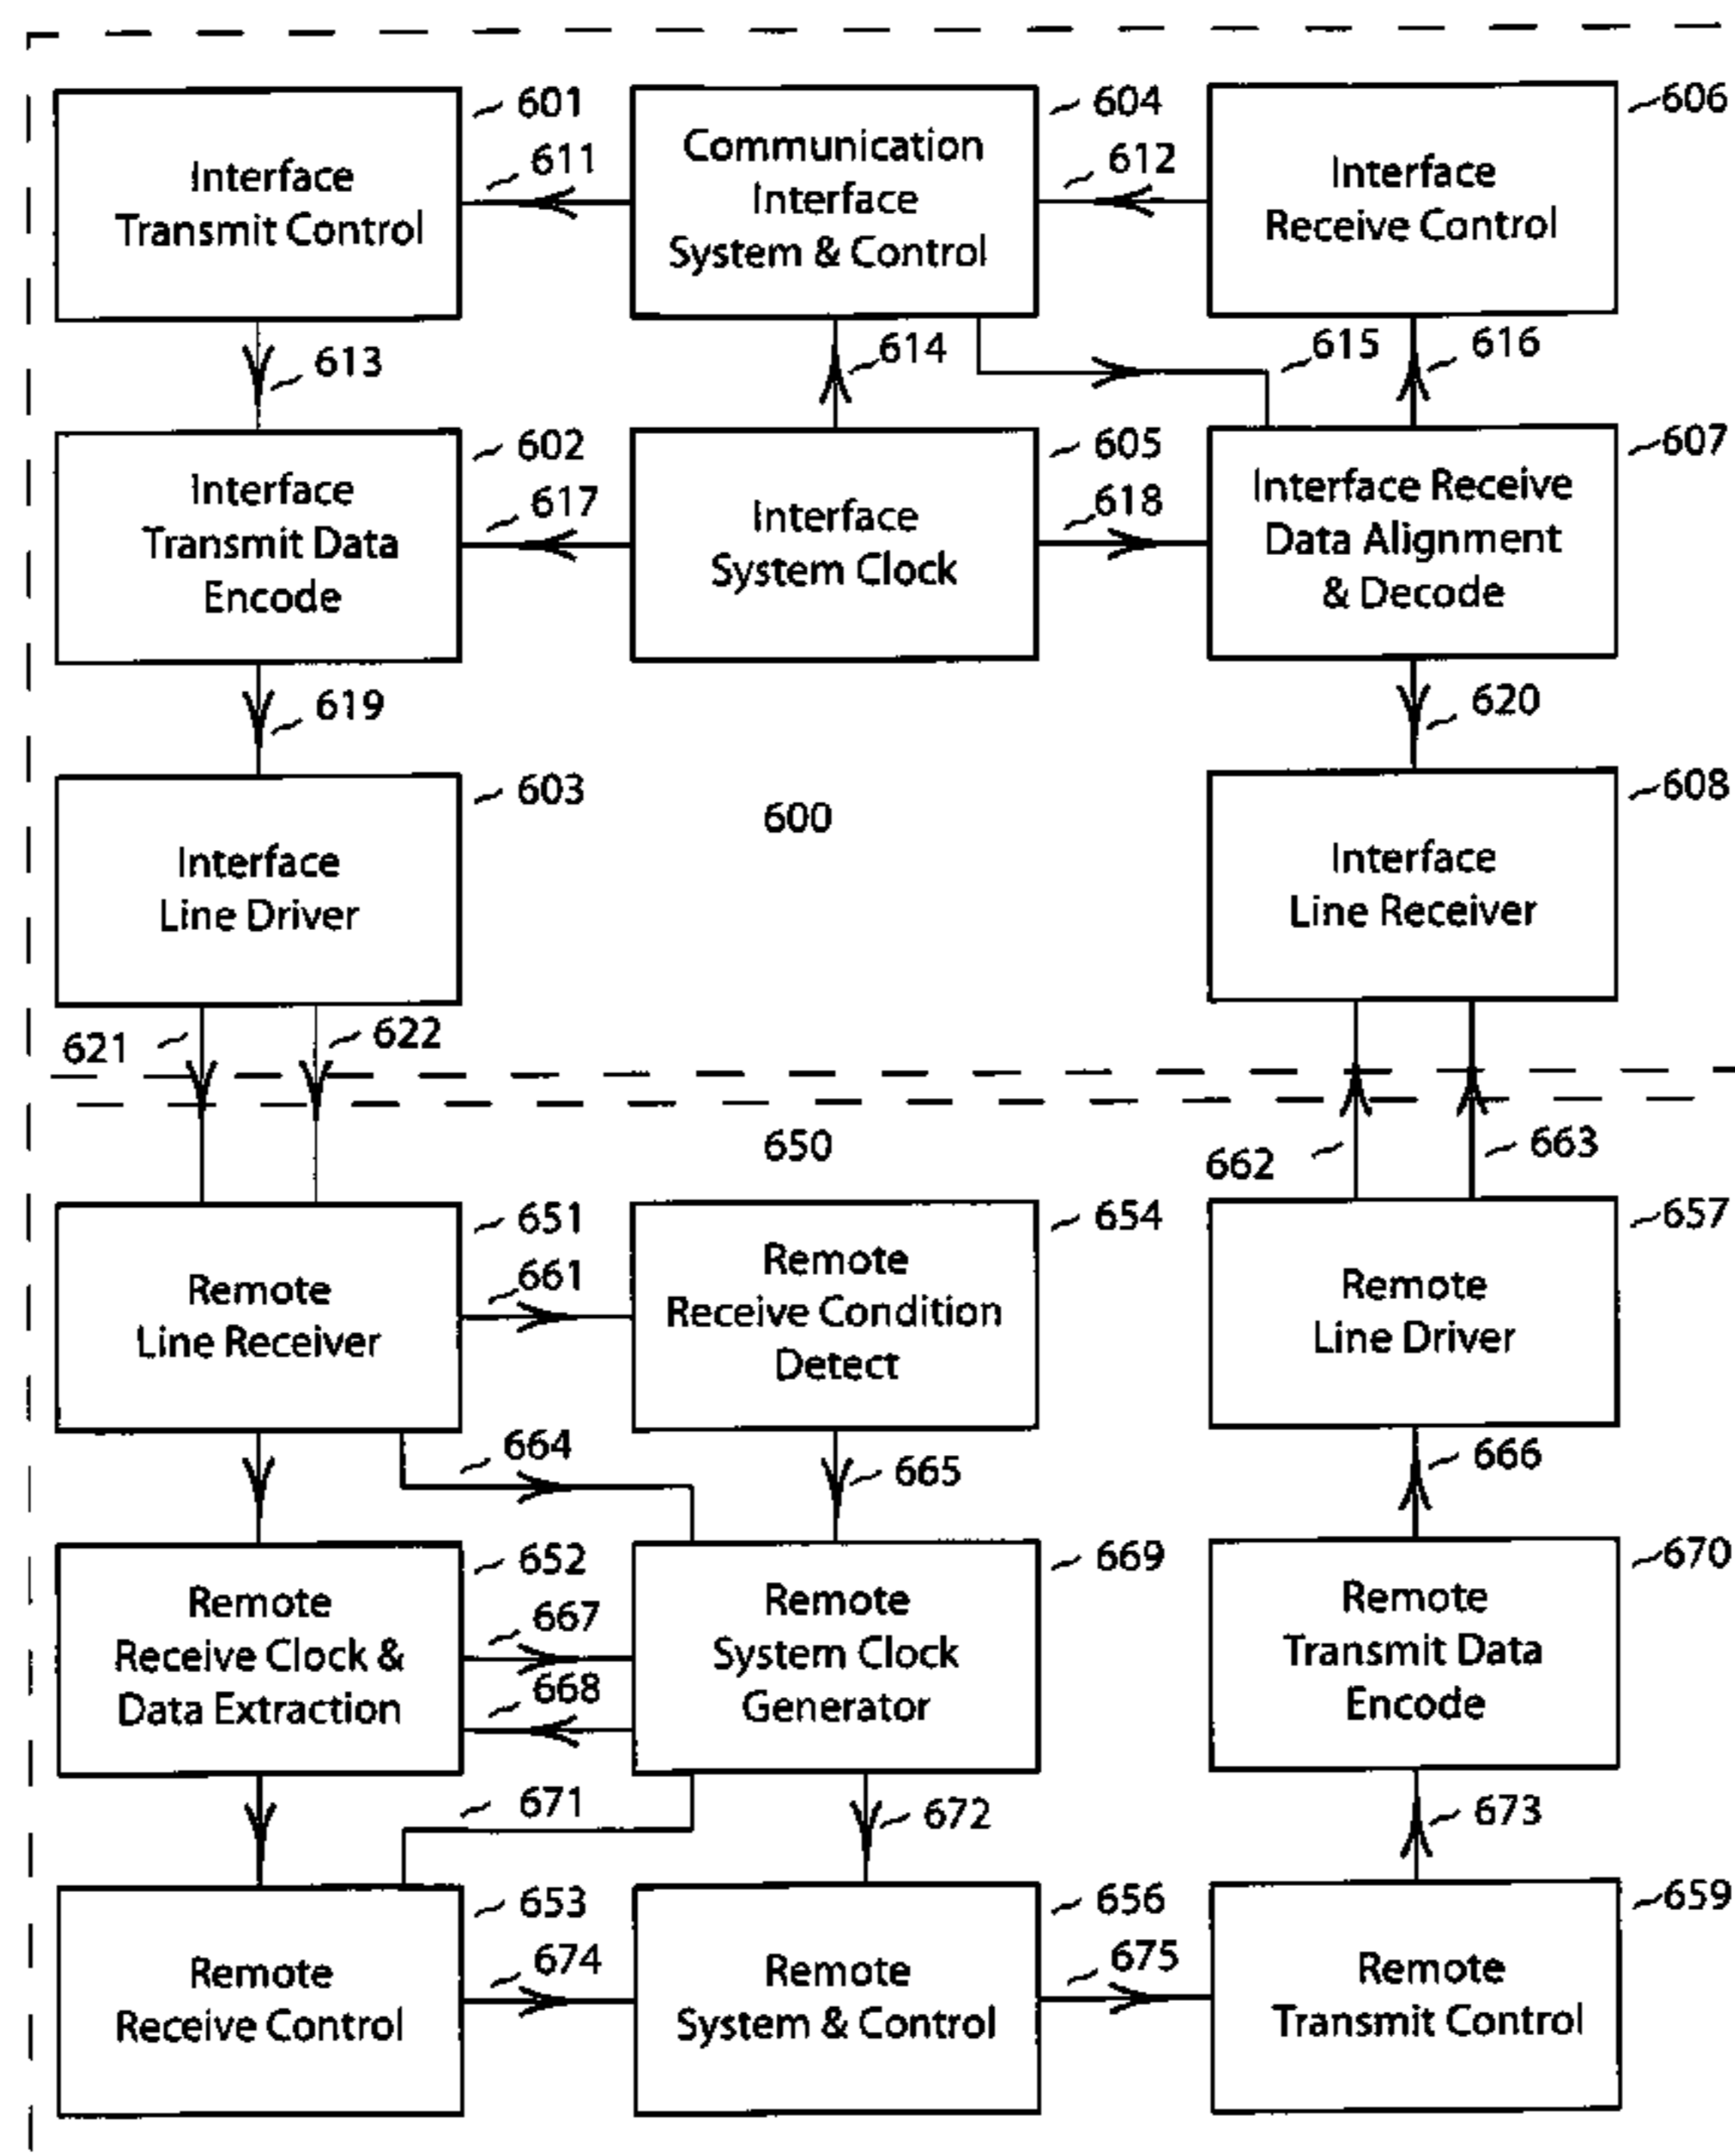 601
604
606
Interface
Transmit Control
611
Communication
Interface
System & Control
612
Interface
Receive Control
613
614
615
616
602
605
607
Interface
Transmit Data
Encode
617
Interface
System Clock
618
Interface Receive
Data Alignment
& Decode
619
620
603
600
608
Interface
Line Driver
Interface
Line Receiver
621
622
650
662
663
651
654
657
Remote
Line Receiver
661
Remote
Receive Condition
Detect
Remote
Line Driver
664
665
666
652
669
670
Remote
Receive Clock &
Data Extraction
667
668
Remote
System Clock
Generator
Remote
Transmit Data
Encode
671
672
673
653
656
659
Remote
Receive Control
674
Remote
System & Control
675
Remote
Transmit Control